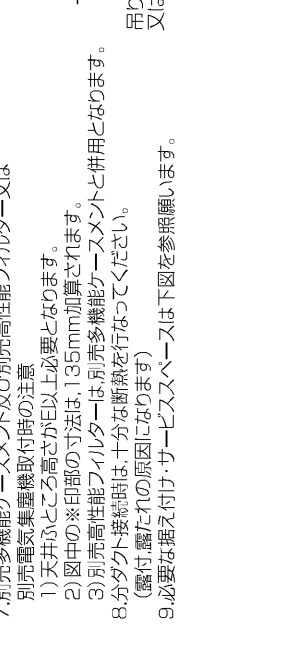 7.別売多機能ケースメント及び別売高性能フィルター又は
別売電気集塵機取付時の注意
1)天井ふところ高さがE以上必要となります。
2)図中の※印部の寸法は,135mm加算されます。
3)別売高性能フィルターは,別売多機能ケースメントと併用となります。
8.分ダクト接続時は,十分な断熱を行なってください。
(露付,露たれの原因になります)
9.必要な据え付け・サービススペースは下図を参照願います。
吊り
又は